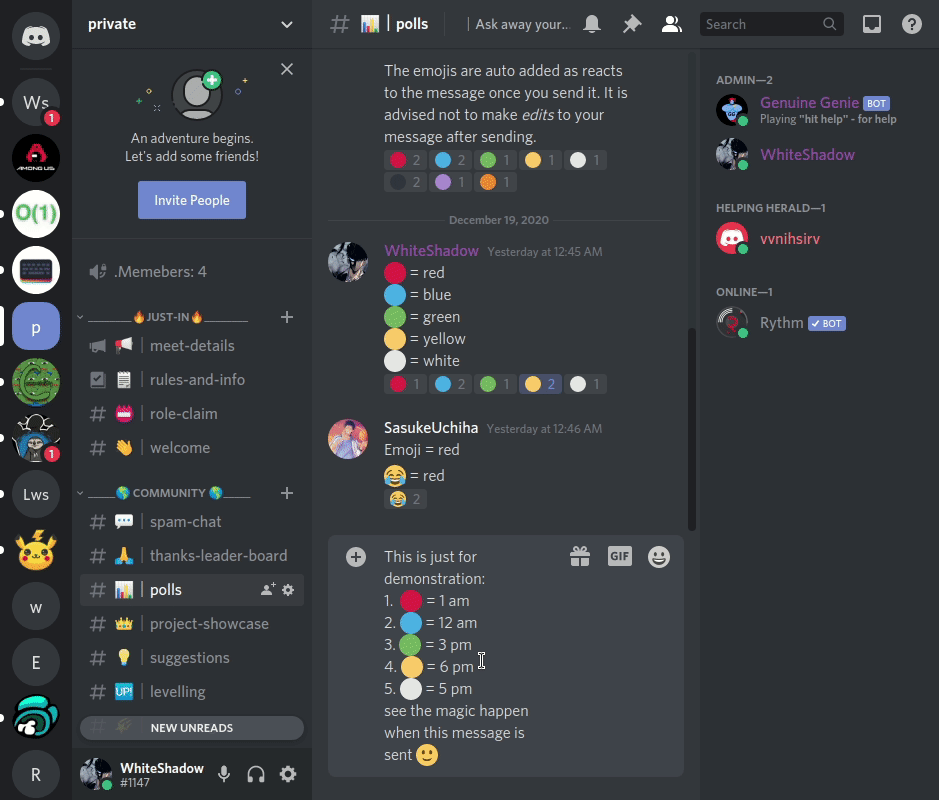 private
# 📊 | polls
| Ask away your...
Search
Ws
1
AMONG US
O(1)
p
1
Lws
w
E
R
An adventure begins.
Let's add some friends!
Invite People
.Memebers: 4
______🔥JUST-IN🔥______
📢 | meet-details
🗒 | rules-and-info
# 📛 | role-claim
# 👋 | welcome
____🌎 COMMUNITY 🌎____
# 💬 | spam-chat
# 🙏 | thanks-leader-board
# 📊 | polls
# 👑 | project-showcase
# 💡 | suggestions
# 🆙 | levelling
NEW UNREADS
WhiteShadow
#1147
The emojis are auto added as reacts
to the message once you send it. It is
advised not to make edits to your
message after sending.
🔴 2 🔵 2 🟢 1 🟡 1 ⚪ 1
⚫ 2 🟣 1 🟠 1
December 19, 2020
WhiteShadow Yesterday at 12:45 AM
🔴 = red
🔵 = blue
🟢 = green
🟡 = yellow
⚪ = white
🔴 1 🔵 2 🟢 1 🟡 2 ⚪ 1
SasukeUchiha Yesterday at 12:46 AM
Emoji = red
😂 = red
😂 2
This is just for
demonstration:
1. 🔴 = 1 am
2. 🔵 = 12 am
3. 🟢 = 3 pm
4. 🟡 = 6 pm
5. ⚪ = 5 pm
see the magic happen
when this message is
sent 🙂
GIF
ADMIN—2
Genuine Genie BOT
Playing "hit help" - for help
WhiteShadow
HELPING HERALD—1
vvnihsirv
ONLINE—1
Rythm ✓ BOT